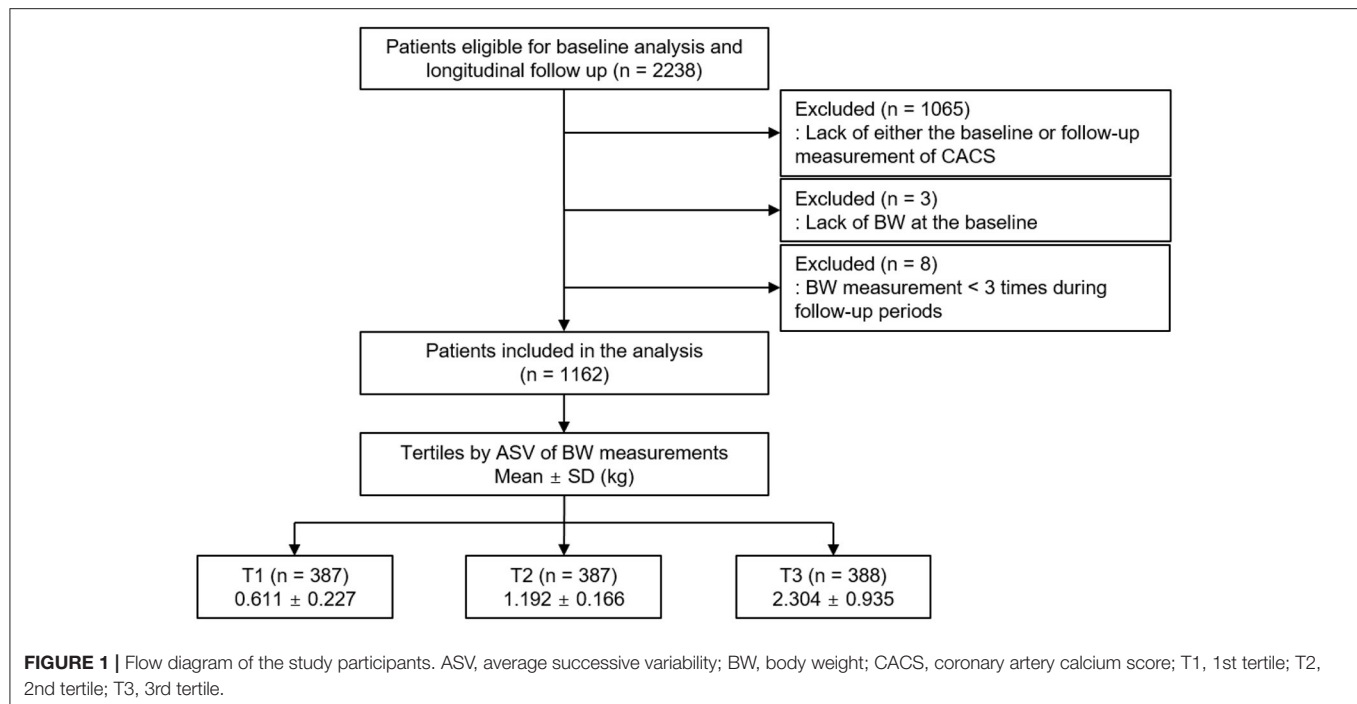 Patients eligible for baseline analysis and
longitudinal follow up (n = 2238)
Excluded (n = 1065)
: Lack of either the baseline or follow-up
measurement of CACS
Excluded (n = 3)
: Lack of BW at the baseline
Excluded (n = 8)
: BW measurement < 3 times during
follow-up periods
Patients included in the analysis
(n = 1162)
Tertiles by ASV of BW measurements
Mean ± SD (kg)
T1 (n = 387)
0.611 ± 0.227
T2 (n = 387)
1.192 ± 0.166
T3 (n = 388)
2.304 ± 0.935
FIGURE 1 | Flow diagram of the study participants. ASV, average successive variability; BW, body weight; CACS, coronary artery calcium score; T1, 1st tertile; T2,
2nd tertile; T3, 3rd tertile.